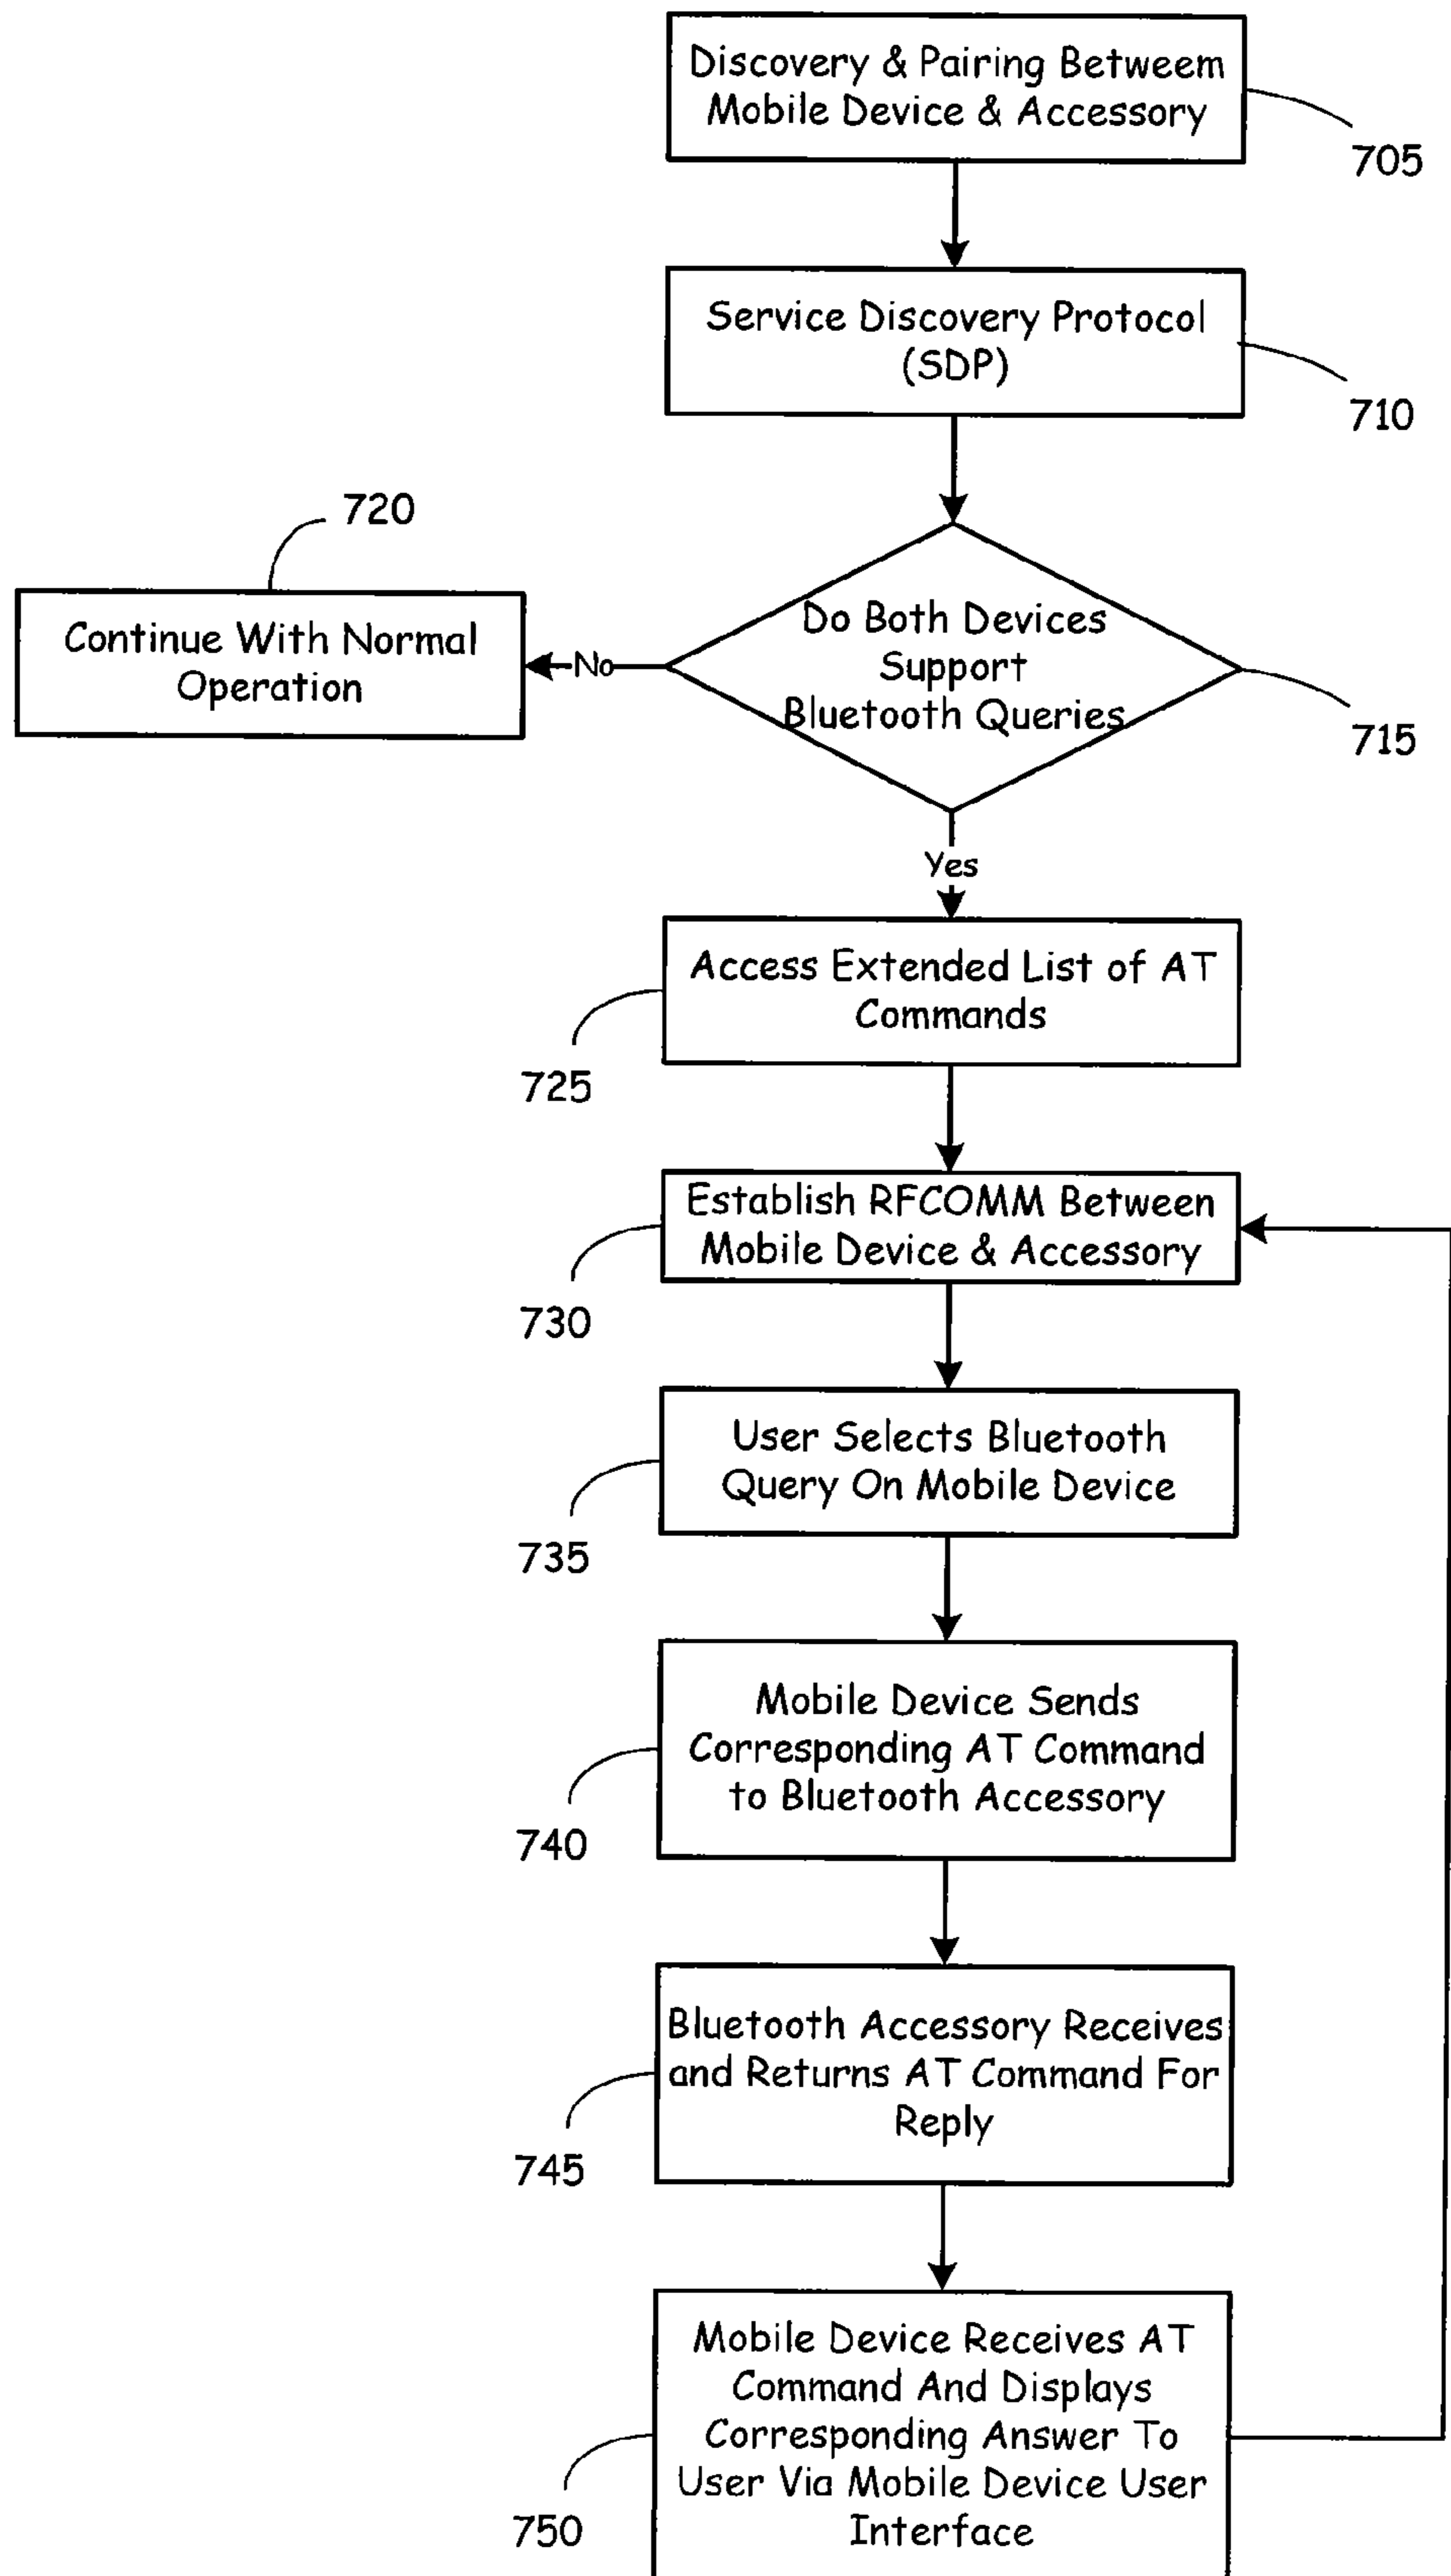 Discovery & Pairing Betweem
Mobile Device & Accessory
705
Service Discovery Protocol
(SDP)
710
720
Continue With Normal
Operation
No
Do Both Devices
Support
Bluetooth Queries
715
Yes
Access Extended List of AT
Commands
725
Establish RFCOMM Between
Mobile Device & Accessory
730
User Selects Bluetooth
Query On Mobile Device
735
Mobile Device Sends
Corresponding AT Command
to Bluetooth Accessory
740
Bluetooth Accessory Receives
and Returns AT Command For
Reply
745
Mobile Device Receives AT
Command And Displays
Corresponding Answer To
User Via Mobile Device User
Interface
750